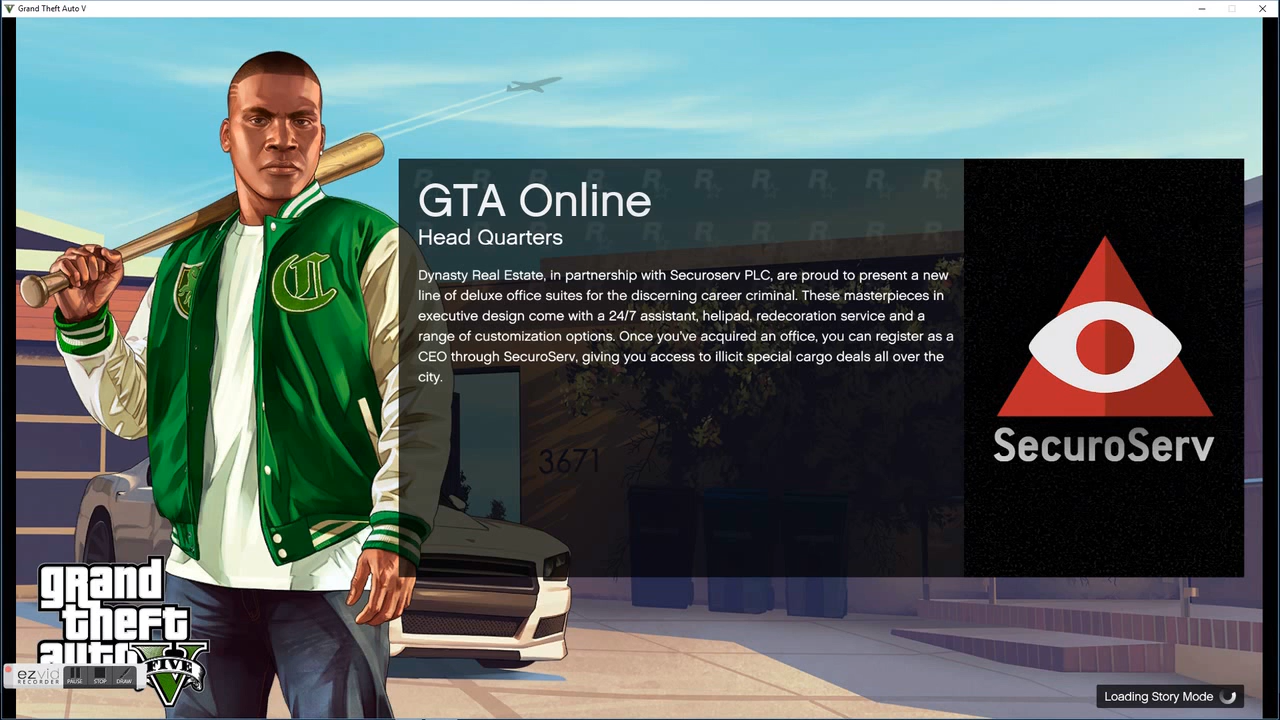 Grand Theft Auto V
GTA Online
Head Quarters
Dynasty Real Estate, in partnership with Securoserv PLC, are proud to present a new
line of deluxe office suites for the discerning career criminal. These masterpieces in
executive design come with a 24/7 assistant, helipad, redecoration service and a
range of customization options. Once you've acquired an office, you can register as a
CEO through SecuroServ, giving you access to illicit special cargo deals all over the
city.
SecuroServ
3671
grand
theft
auto
FIVE
ezvid
RECORDER
PAUSE STOP DRAW
Loading Story Mode